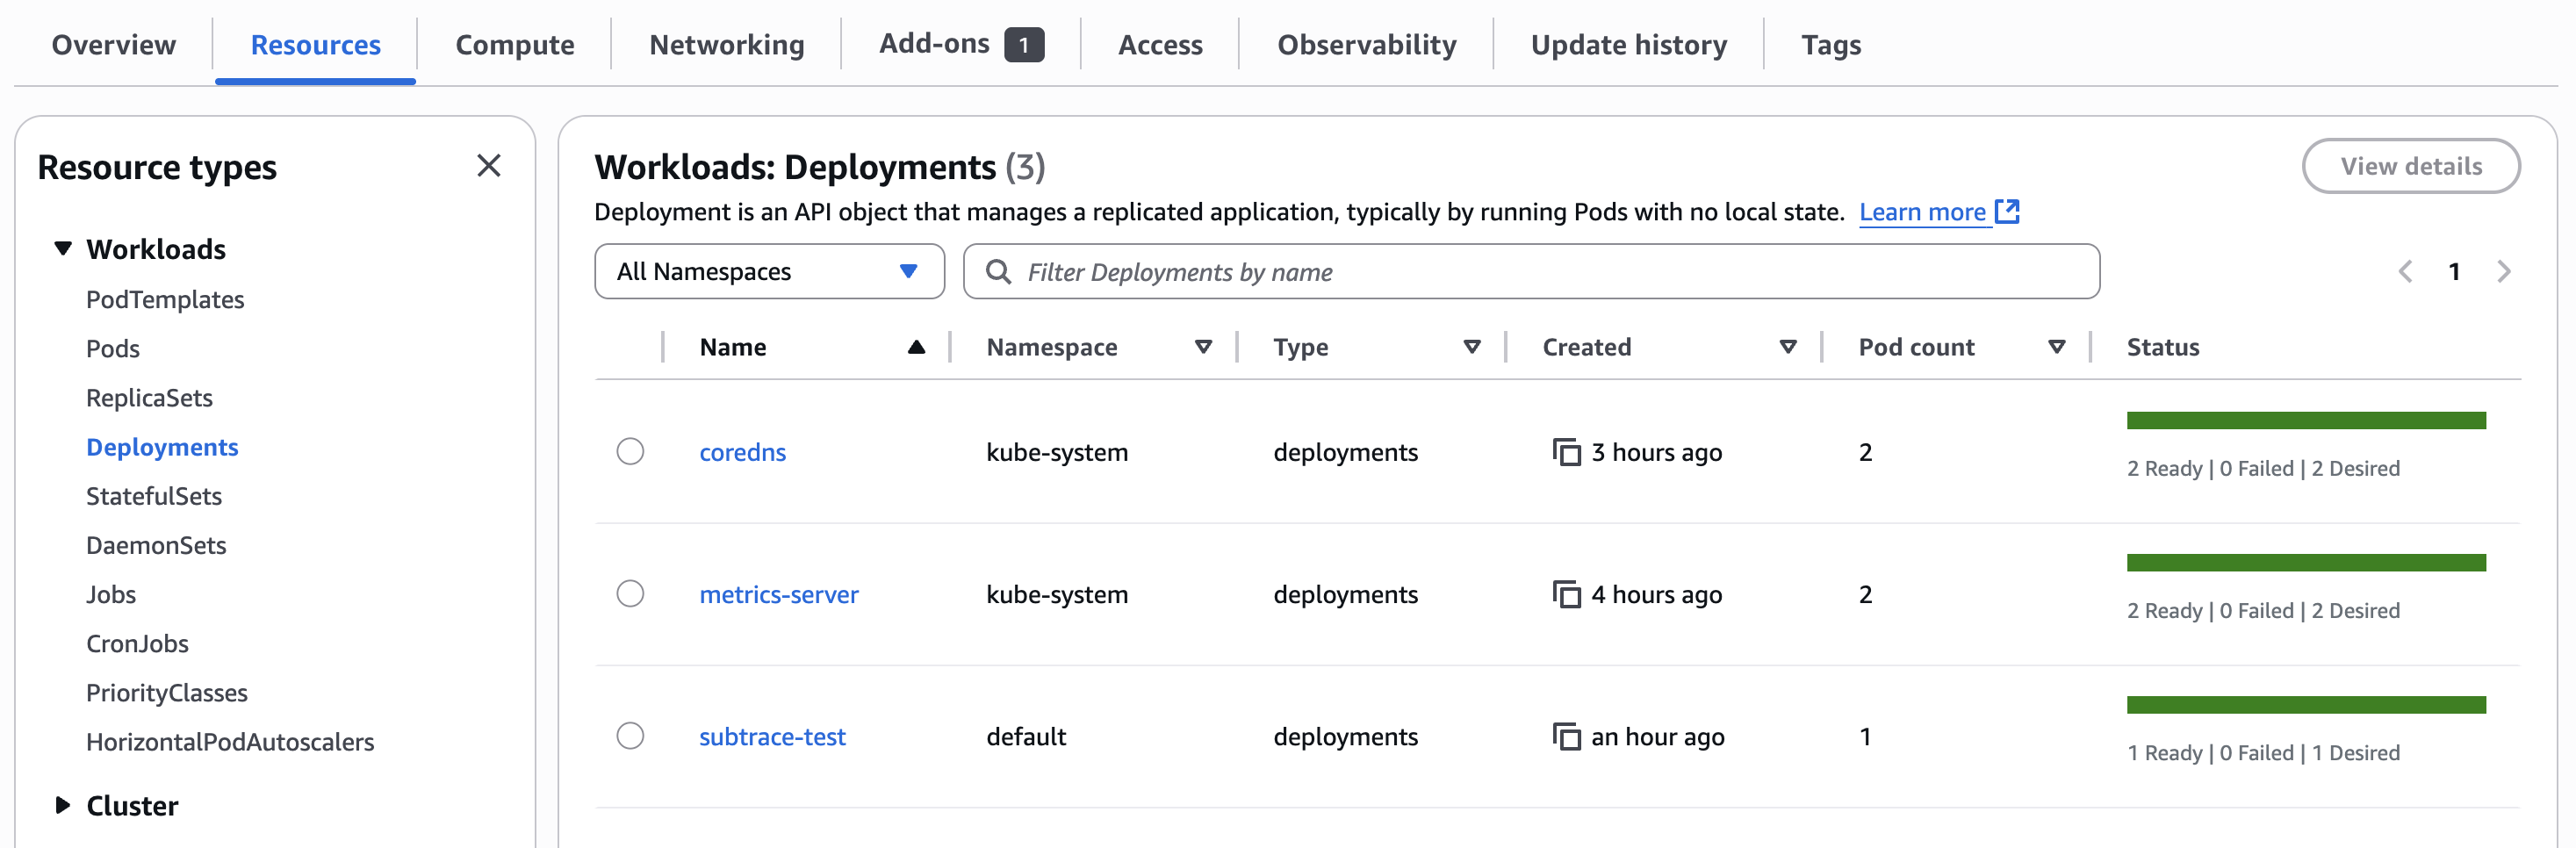 Overview Resources Compute Networking Add-ons 1 Access Observability Update history Tags
Resource types
Workloads
PodTemplates
Pods
ReplicaSets
Deployments
StatefulSets
DaemonSets
Jobs
CronJobs
PriorityClasses
HorizontalPodAutoscalers
Cluster
Workloads: Deployments (3)
View details
Deployment is an API object that manages a replicated application, typically by running Pods with no local state. Learn more
All Namespaces Filter Deployments by name 1
Name Namespace Type Created Pod count Status
coredns kube-system deployments 3 hours ago 2 2 Ready | 0 Failed | 2 Desired
metrics-server kube-system deployments 4 hours ago 2 2 Ready | 0 Failed | 2 Desired
subtrace-test default deployments an hour ago 1 1 Ready | 0 Failed | 1 Desired